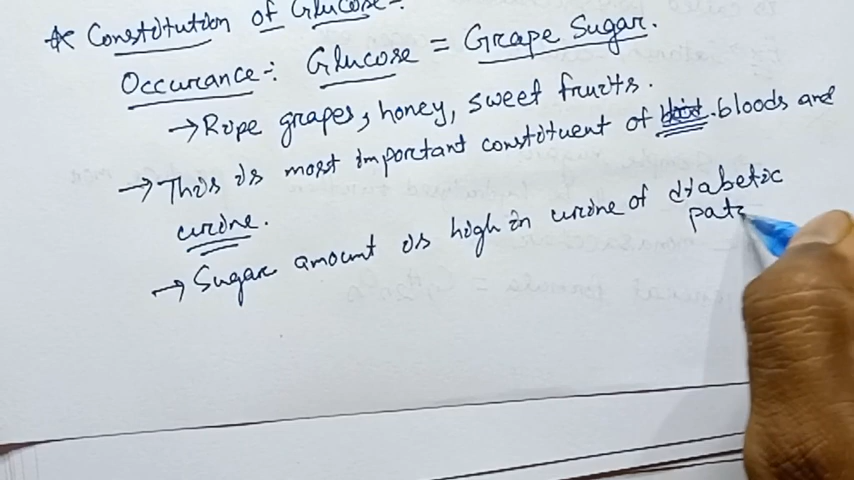 * Constitution of Glucose :-
Occurance :- Glucose = Grape Sugar.
→ Ripe grapes, honey, sweet fruits.
→ This is most important constituent of bloods and
urine.
→ Sugar amount is high in urine of diabetic
pati